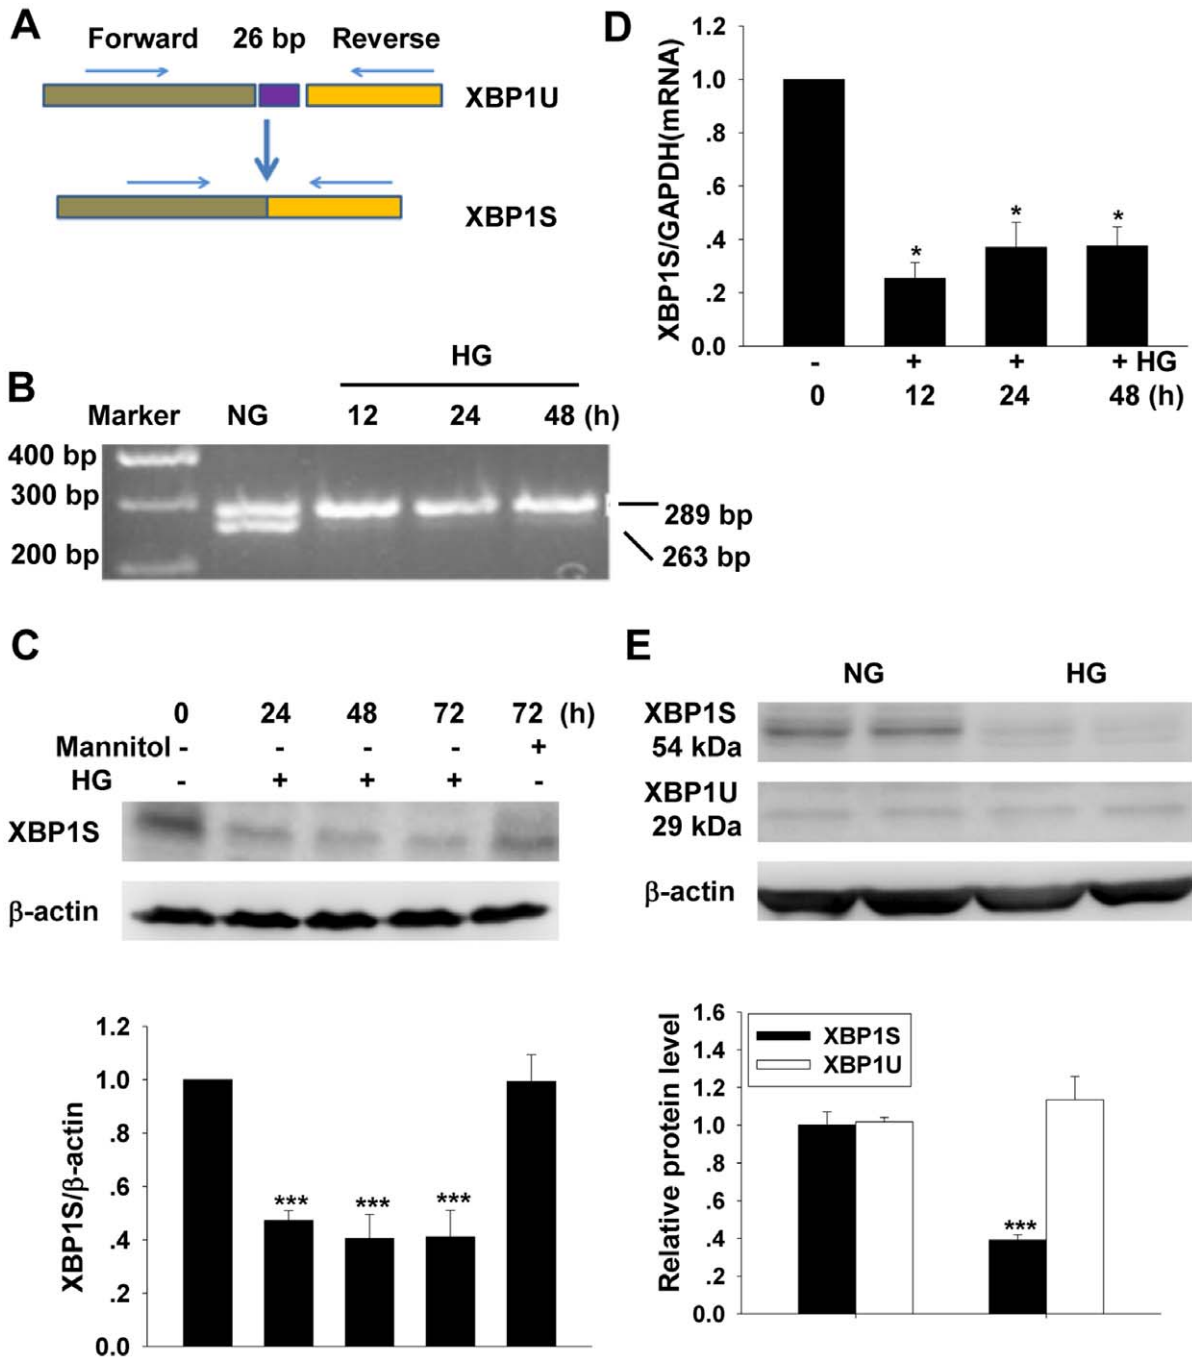 A
Forward 26 bp Reverse
XBP1U
XBP1S
B
HG
Marker NG 12 24 48 (h)
400 bp
300 bp
200 bp
289 bp
263 bp
C
0 24 48 72 72 (h)
Mannitol - - - - +
HG - + + + -
XBP1S
β-actin
XBP1S/β-actin
1.2
1.0
.8
.6
.4
.2
0.0
*** *** ***
D
XBP1S/GAPDH(mRNA)
1.2
1.0
.8
.6
.4
.2
0.0
* * *
- + + + HG
0 12 24 48 (h)
E
NG HG
XBP1S
54 kDa
XBP1U
29 kDa
β-actin
Relative protein level
1.6
1.4
1.2
1.0
.8
.6
.4
.2
0.0
XBP1S
XBP1U
***